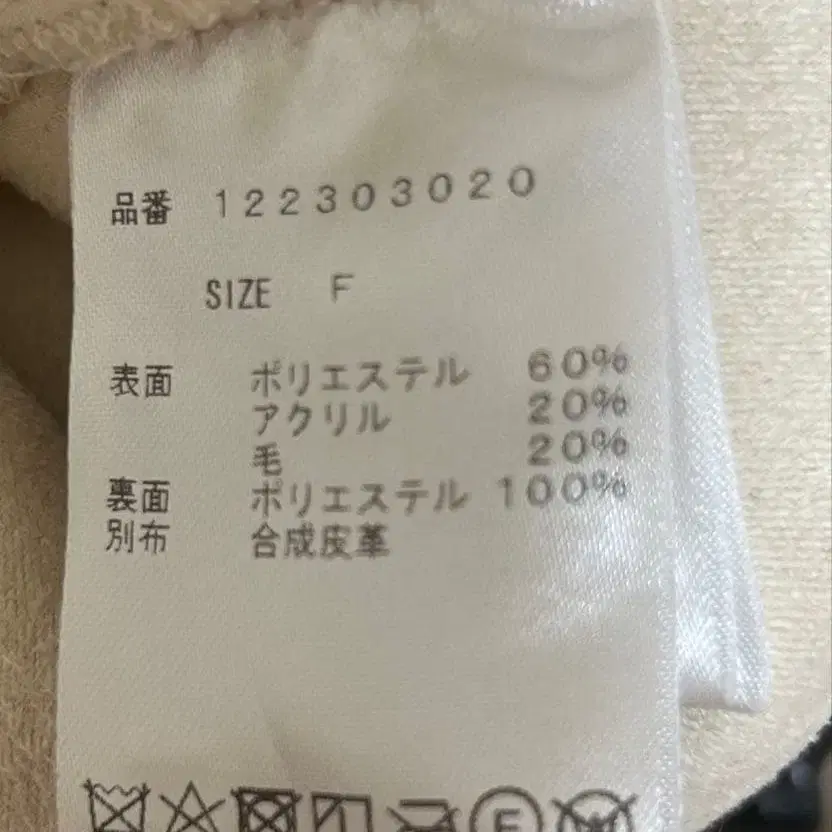 品番 122303020
SIZE F
表面 ポリエステル 60%
アクリル 20%
毛 20%
裏面 ポリエステル 100%
別布 合成皮革
F